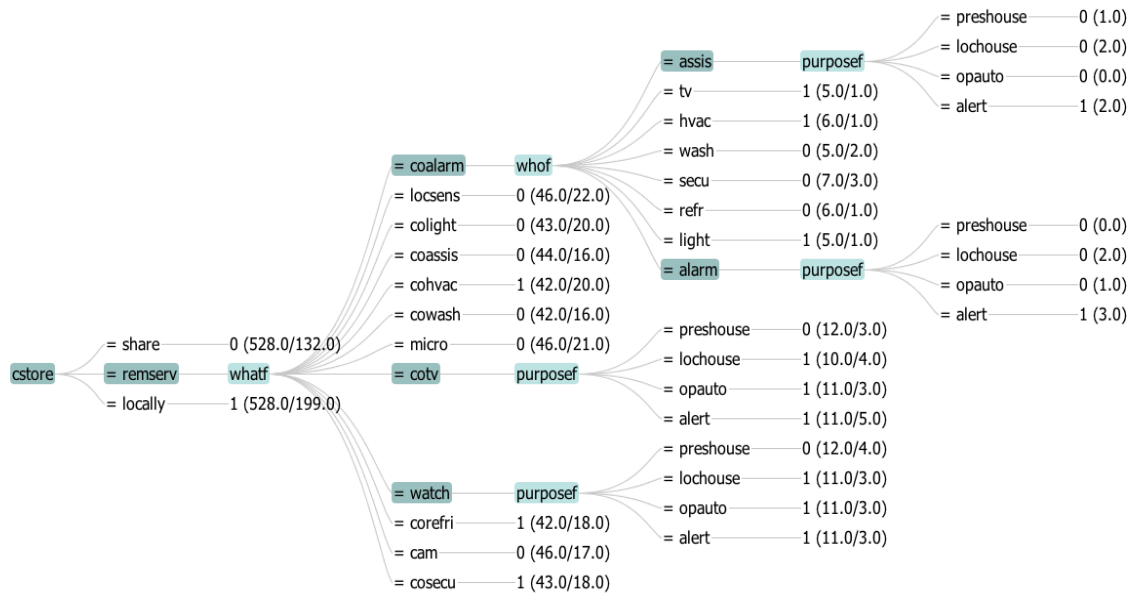 = preshouse 0 (1.0)
= lochouse 0 (2.0)
= assis purposef
= opauto 0 (0.0)
= tv 1 (5.0/1.0)
= alert 1 (2.0)
= hvac 1 (6.0/1.0)
= wash 0 (5.0/2.0)
= coalarm whof
= secu 0 (7.0/3.0)
= locsens 0 (46.0/22.0)
= refr 0 (6.0/1.0)
= colight 0 (43.0/20.0)
= light 1 (5.0/1.0)
= preshouse 0 (0.0)
= coassis 0 (44.0/16.0)
= lochouse 0 (2.0)
= alarm purposef
= cohvac 1 (42.0/20.0)
= opauto 0 (1.0)
= cowash 0 (42.0/16.0)
= alert 1 (3.0)
= preshouse 0 (12.0/3.0)
= share 0 (528.0/132.0)
= micro 0 (46.0/21.0)
= lochouse 1 (10.0/4.0)
cstore = remserv whatf = cotv purposef
= opauto 1 (11.0/3.0)
= locally 1 (528.0/199.0)
= alert 1 (11.0/5.0)
= preshouse 0 (12.0/4.0)
= lochouse 1 (11.0/3.0)
= watch purposef
= opauto 1 (11.0/3.0)
= corefri 1 (42.0/18.0)
= alert 1 (11.0/3.0)
= cam 0 (46.0/17.0)
= cosecu 1 (43.0/18.0)